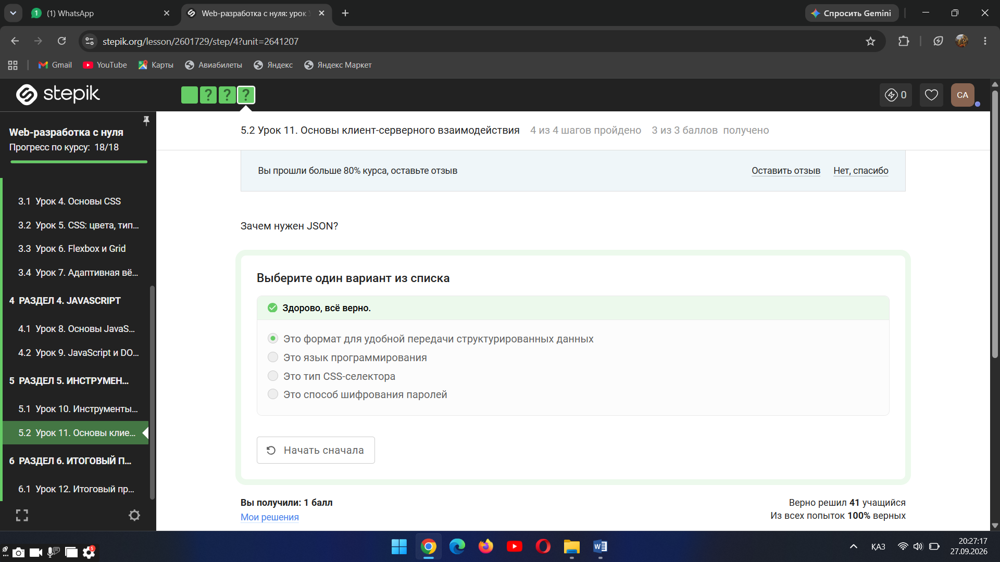 1
(1) WhatsApp
Web-разработка с нуля: урок
Спросить Gemini
stepik.org/lesson/2601729/step/4?unit=2641207
Gmail
YouTube
Карты
Авиабилеты
Яндекс
Яндекс Маркет
stepik
? ? ?
0
CA
Web-разработка с нуля
Прогресс по курсу: 18/18
3.1 Урок 4. Основы CSS
3.2 Урок 5. CSS: цвета, тип...
3.3 Урок 6. Flexbox и Grid
3.4 Урок 7. Адаптивная вё...
4 РАЗДЕЛ 4. JAVASCRIPT
4.1 Урок 8. Основы JavaS...
4.2 Урок 9. JavaScript и DO...
5 РАЗДЕЛ 5. ИНСТРУМЕН...
5.1 Урок 10. Инструменты...
5.2 Урок 11. Основы клие...
6 РАЗДЕЛ 6. ИТОГОВЫЙ П...
6.1 Урок 12. Итоговый пр...
5.2 Урок 11. Основы клиент-серверного взаимодействия 4 из 4 шагов пройдено 3 из 3 баллов получено
Вы прошли больше 80% курса, оставьте отзыв
Оставить отзыв
Нет, спасибо
Зачем нужен JSON?
Выберите один вариант из списка
Здорово, всё верно.
Это формат для удобной передачи структурированных данных
Это язык программирования
Это тип CSS-селектора
Это способ шифрования паролей
Начать сначала
Вы получили: 1 балл
Мои решения
Верно решил 41 учащийся
Из всех попыток 100% верных
5
ҚАЗ
20:27:17
27.09.2026